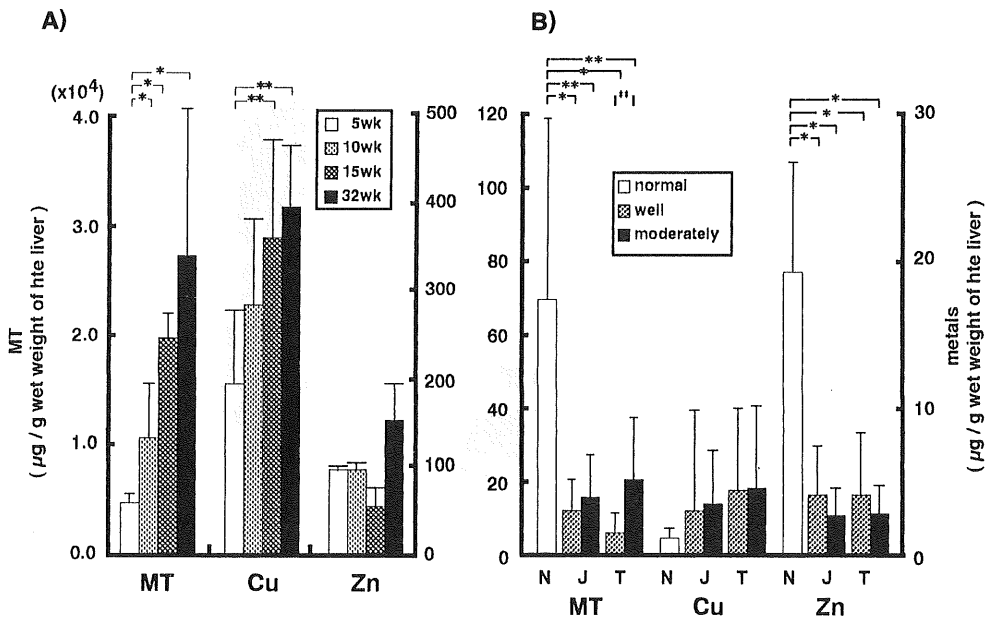 A)
(x10⁴)
4.0
3.0
2.0
1.0
0.0
MT
( μg / g wet weight of hte liver )
* * *
** **
5wk
10wk
15wk
32wk
500
400
300
200
100
0
MT Cu Zn
B)
120
100
80
60
40
20
0
**
*
**
*
‡‡
*
*
*
*
normal
well
moderately
30
20
10
0
metals
( μg / g wet weight of hte liver )
N J T N J T N J T
MT Cu Zn